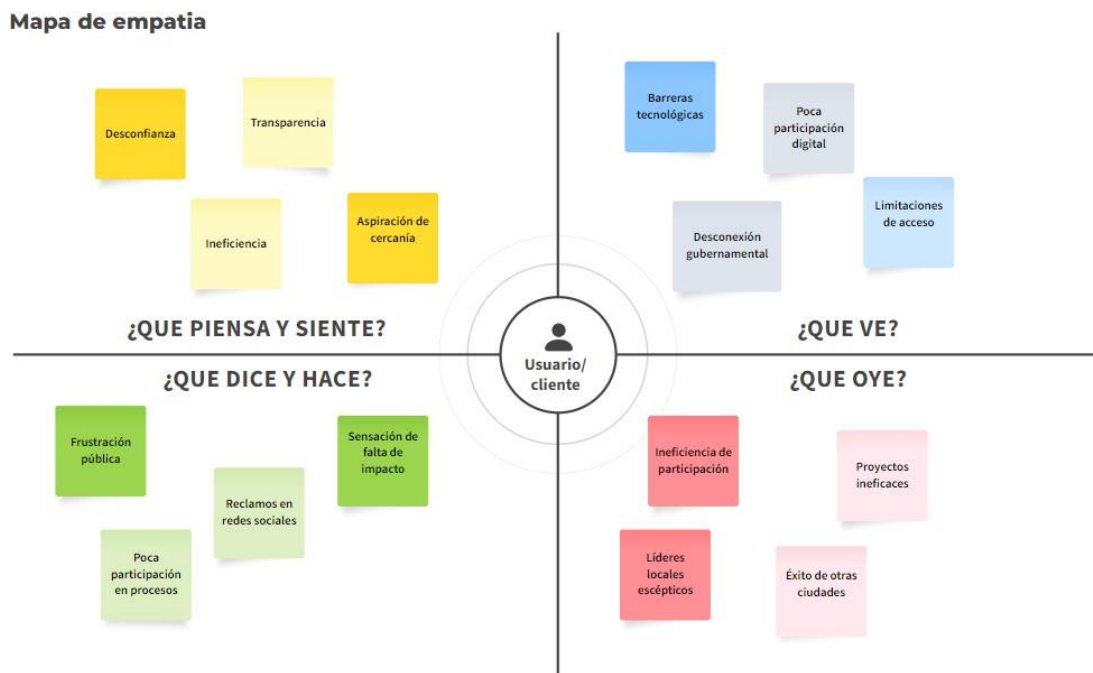 Mapa de empatia
Desconfianza
Transparencia
Ineficiencia
Aspiración de
cercanía
¿QUE PIENSA Y SIENTE?
Barreras
tecnológicas
Poca
participación
digital
Desconexión
gubernamental
Limitaciones
de acceso
¿QUE VE?
Usuario/
cliente
¿QUE DICE Y HACE?
Frustración
pública
Sensación de
falta de
impacto
Reclamos en
redes sociales
Poca
participación
en procesos
¿QUE OYE?
Ineficiencia de
participación
Proyectos
ineficaces
Líderes
locales
escépticos
Éxito de otras
ciudades